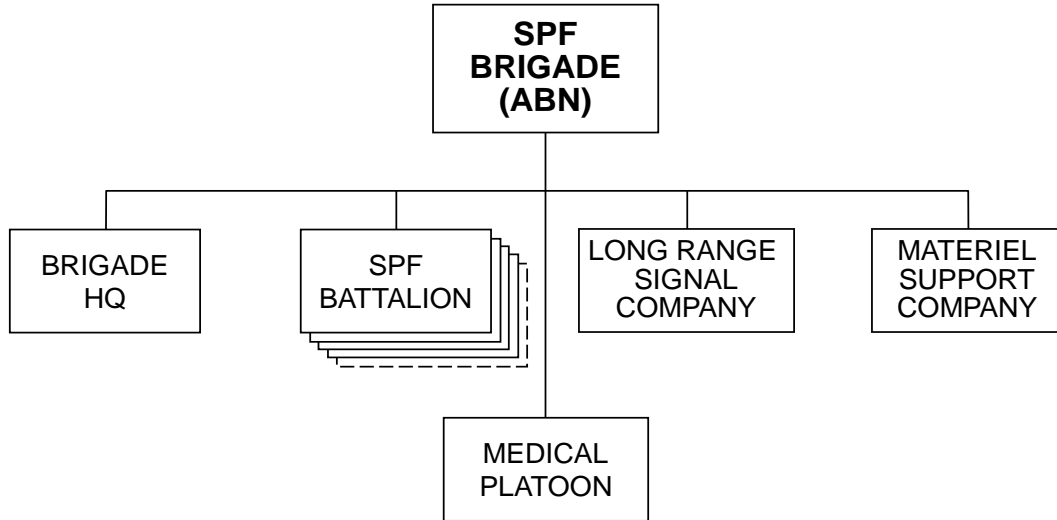 SPF
BRIGADE
(ABN)
BRIGADE
HQ
SPF
BATTALION
LONG RANGE
SIGNAL
COMPANY
MATERIEL
SUPPORT
COMPANY
MEDICAL
PLATOON